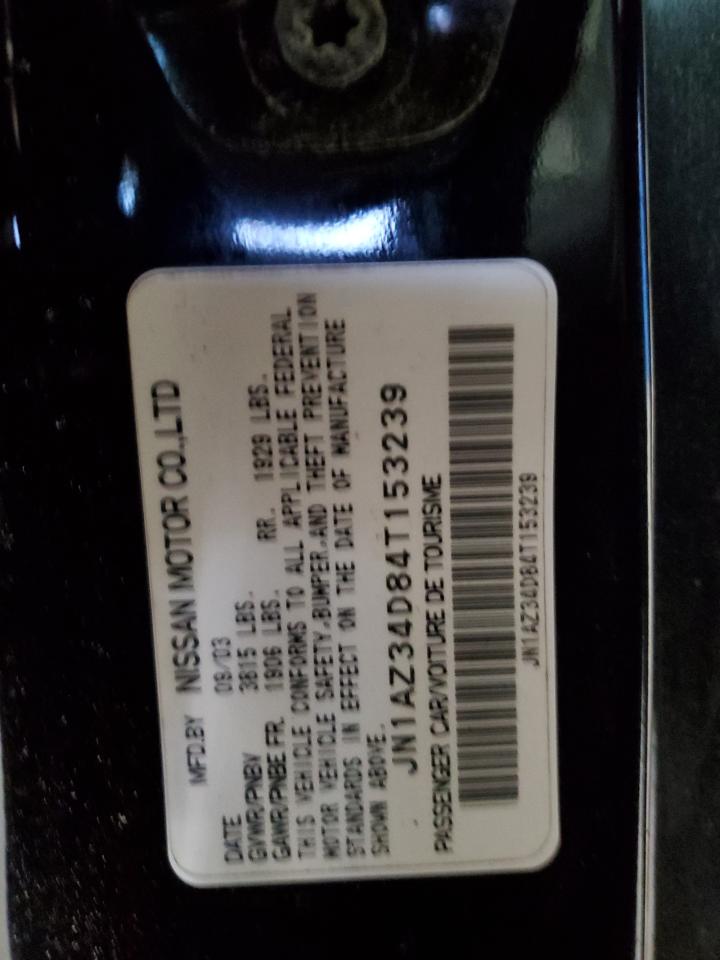 MFD.BY NISSAN MOTOR CO.,LTD
DATE 09/03
GVWR/PNBV 3615 LBS.
GAWR/PNBE FR. 1906 LBS. RR. 1929 LBS.
THIS VEHICLE CONFORMS TO ALL APPLICABLE FEDERAL
MOTOR VEHICLE SAFETY,BUMPER,AND THEFT PREVENTION
STANDARDS IN EFFECT ON THE DATE OF MANUFACTURE
SHOWN ABOVE.
JN1AZ34D84T153239
PASSENGER CAR/VOITURE DE TOURISME
JN1AZ34D84T153239